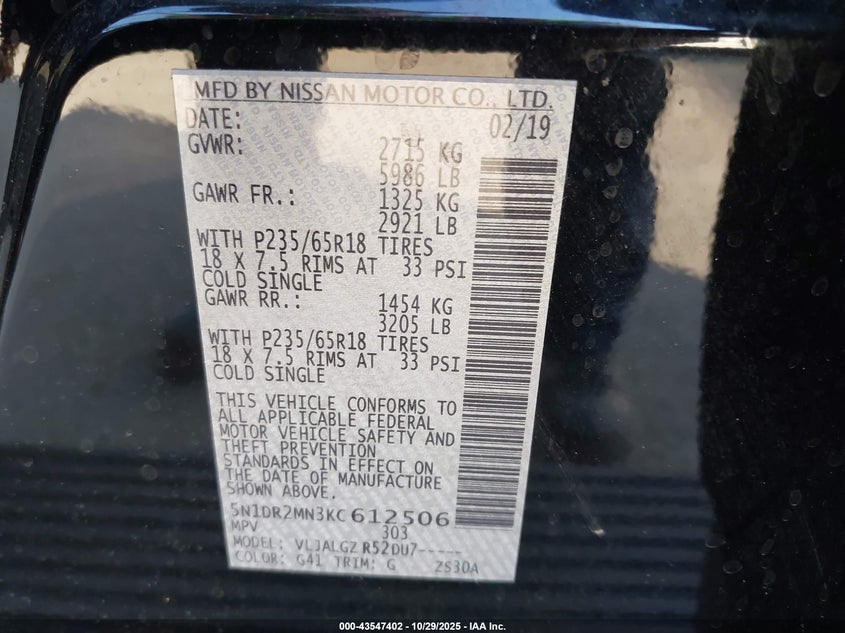 MFD BY NISSAN MOTOR CO., LTD.
DATE: 02/19
GVWR: 2715 KG
5986 LB
GAWR FR.: 1325 KG
2921 LB
WITH P235/65R18 TIRES
18 X 7.5 RIMS AT 33 PSI
COLD SINGLE
GAWR RR.: 1454 KG
3205 LB
WITH P235/65R18 TIRES
18 X 7.5 RIMS AT 33 PSI
COLD SINGLE
THIS VEHICLE CONFORMS TO
ALL APPLICABLE FEDERAL
MOTOR VEHICLE SAFETY AND
THEFT PREVENTION
STANDARDS IN EFFECT ON
THE DATE OF MANUFACTURE
SHOWN ABOVE.
5N1DR2MN3KC612506
MPV 303
MODEL: VLJALGZ R52DU7-----
COLOR: G41 TRIM: G ZS30A
000-43547402 - 10/29/2025 - IAA Inc.